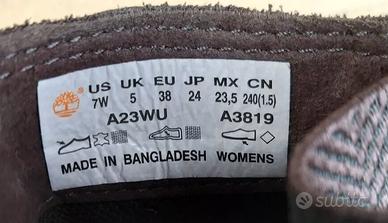 US UK EU JP MX CN
7W 5 38 24 23,5 240(1.5)
A23WU A3819
MADE IN BANGLADESH WOMENS
subito